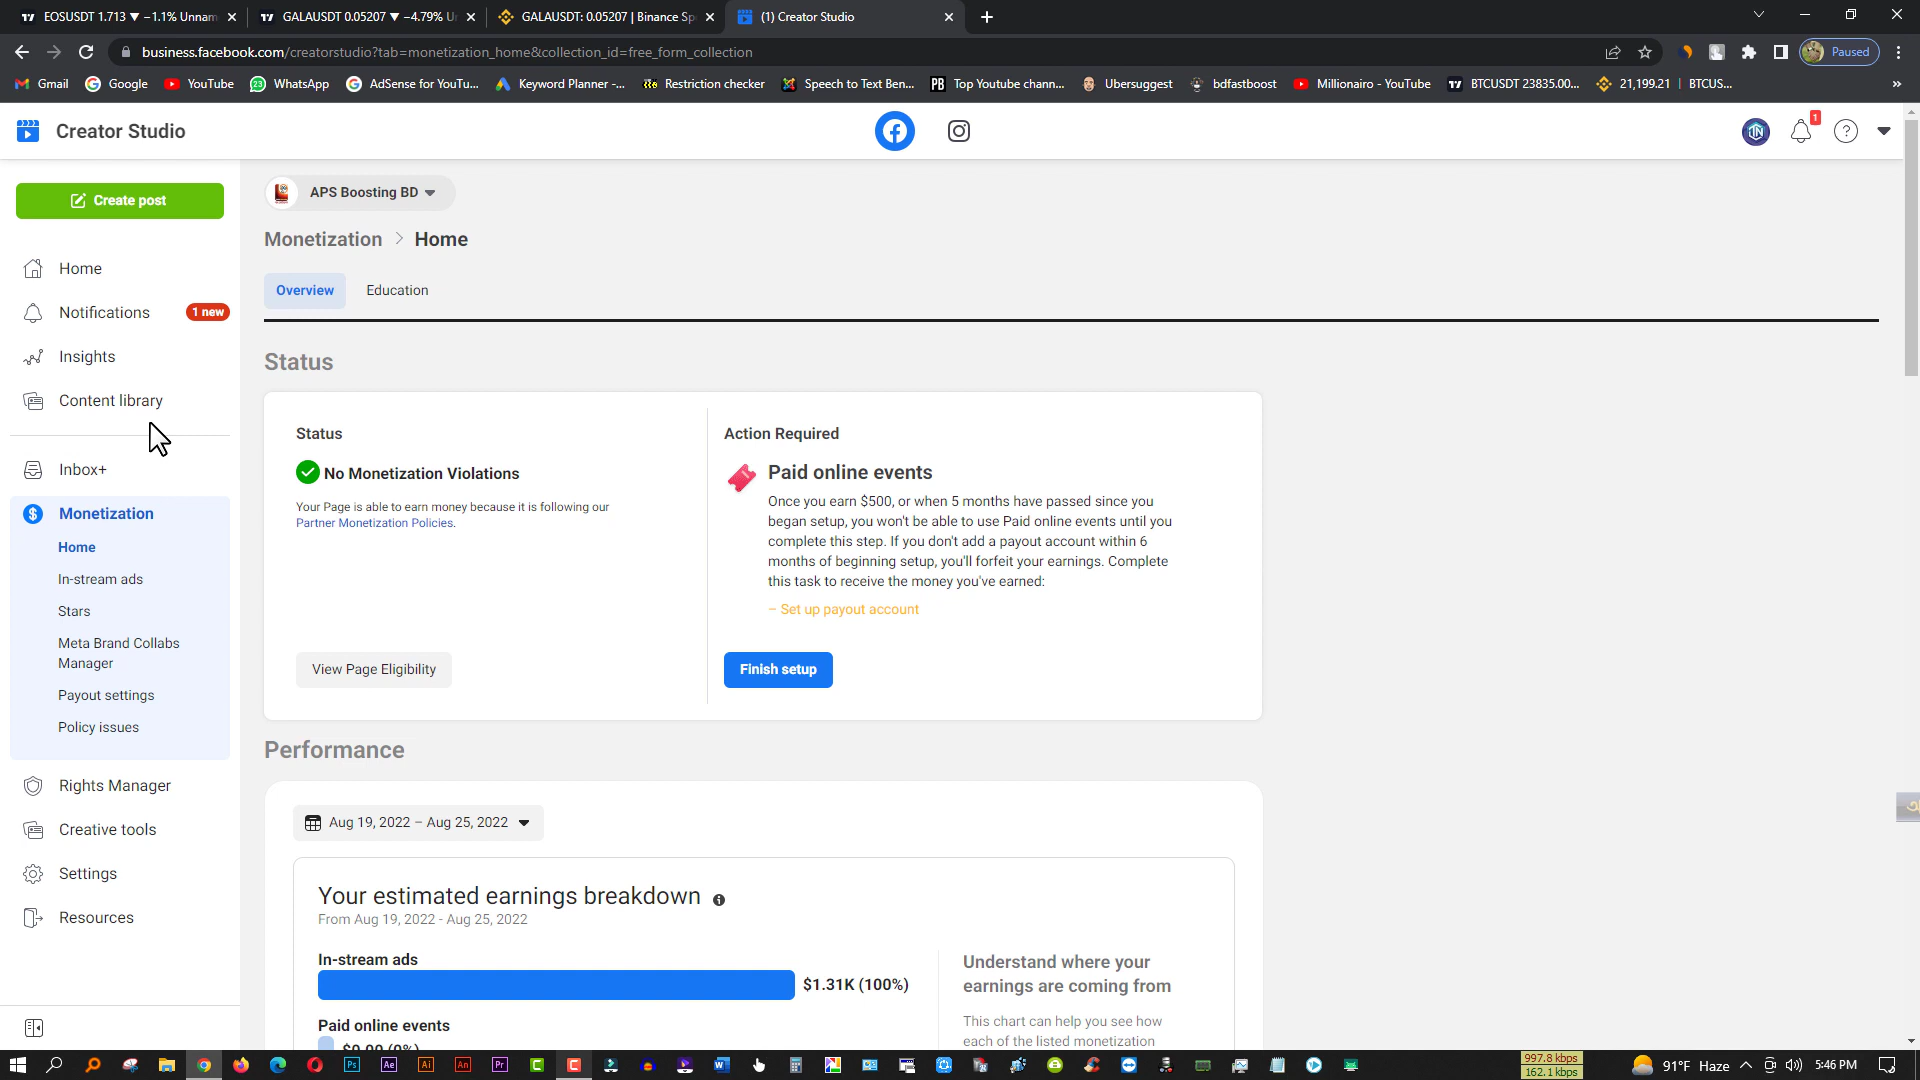 EOSUSDT 1.713 ▼ −1.1% Unnam
GALAUSDT 0.05207 ▼ −4.79% U
GALAUSDT: 0.05207 | Binance Sp
(1) Creator Studio
business.facebook.com/creatorstudio?tab=monetization_home&collection_id=free_form_collection
Paused
Gmail
Google
YouTube
WhatsApp
AdSense for YouTu...
Keyword Planner -...
Restriction checker
Speech to Text Ben...
Top Youtube chann...
Ubersuggest
bdfastboost
Millionairo - YouTube
BTCUSDT 23835.00...
21,199.21 | BTCUS...
»
Creator Studio
1
APS Boosting BD
Create post
Monetization > Home
Home
Overview
Education
Notifications
1 new
Insights
Status
Content library
Status
Action Required
Inbox+
No Monetization Violations
Paid online events
Your Page is able to earn money because it is following our
Partner Monetization Policies.
Once you earn $500, or when 5 months have passed since you
began setup, you won't be able to use Paid online events until you
complete this step. If you don't add a payout account within 6
months of beginning setup, you'll forfeit your earnings. Complete
this task to receive the money you've earned:
– Set up payout account
Monetization
Home
In-stream ads
Stars
Meta Brand Collabs
Manager
Payout settings
Policy issues
View Page Eligibility
Finish setup
Performance
Rights Manager
Creative tools
Settings
Resources
Aug 19, 2022 – Aug 25, 2022
Your estimated earnings breakdown
From Aug 19, 2022 - Aug 25, 2022
In-stream ads
$1.31K (100%)
Paid online events
$0.00 (0%)
Understand where your
earnings are coming from
This chart can help you see how
each of the listed monetization
997.8 kbps
162.1 kbps
91°F Haze
5:46 PM